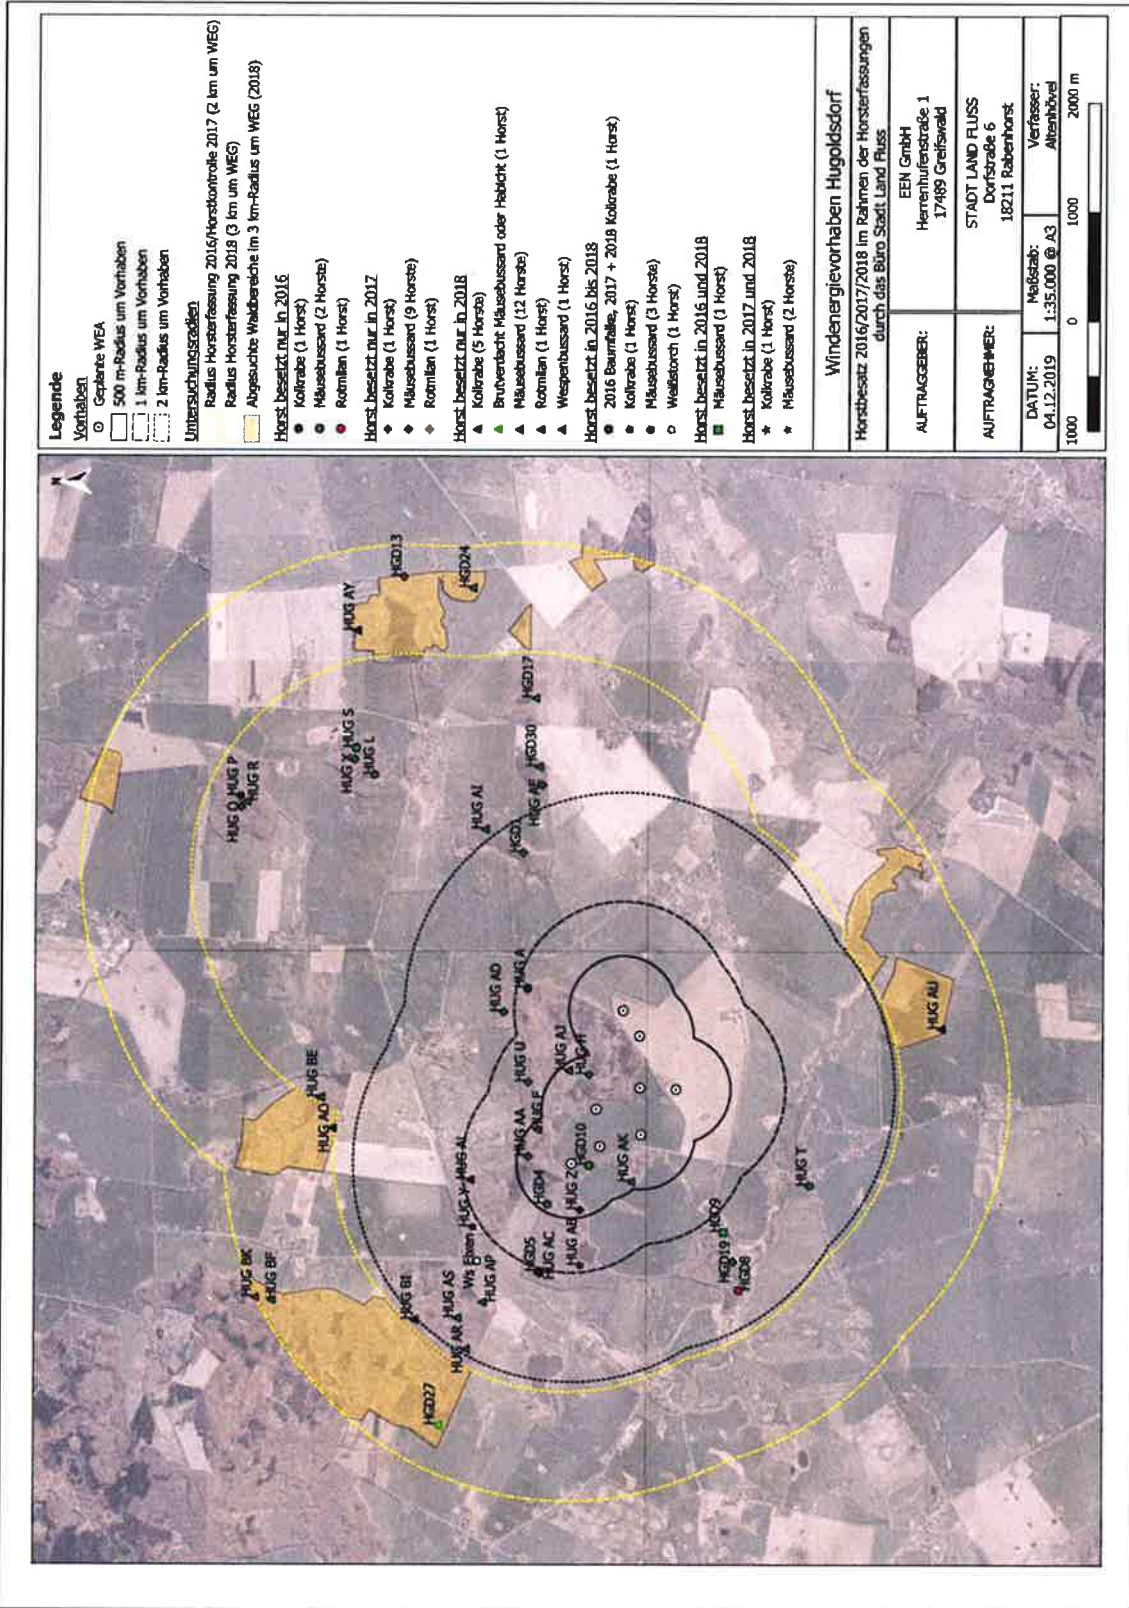 Legende
Vorhaben
Geplante WEA
500 m-Radius um Vorhaben
1 km-Radius um Vorhaben
2 km-Radius um Vorhaben
Untersuchungsradien
Radius Horsterfassung 2016/Horstkontrolle 2017 (2 km um WEG)
Radius Horsterfassung 2018 (3 km um WEG)
Abgesuchte Waldbereiche im 3 km-Radius um WEG (2018)
Horst besetzt nur in 2016
Kolkrabe (1 Horst)
Mäusebussard (2 Horste)
Rotmilan (1 Horst)
Horst besetzt nur in 2017
Kolkrabe (1 Horst)
Mäusebussard (9 Horste)
Rotmilan (1 Horst)
Horst besetzt nur in 2018
Kolkrabe (5 Horste)
Brutverdacht Mäusebussard oder Habicht (1 Horst)
Mäusebussard (12 Horste)
Rotmilan (1 Horst)
Wespenbussard (1 Horst)
Horst besetzt in 2016 bis 2018
2016 Baumfalke, 2017 + 2018 Kolkrabe (1 Horst)
Kolkrabe (1 Horst)
Mäusebussard (3 Horste)
Weißstorch (1 Horst)
Horst besetzt in 2016 und 2018
Mäusebussard (1 Horst)
Horst besetzt in 2017 und 2018
Kolkrabe (1 Horst)
Mäusebussard (2 Horste)
Windenergievorhaben Hugoldsdorf
Horstbesatz 2016/2017/2018 im Rahmen der Horsterfassungen
durch das Büro Stadt Land Fluss
AUFTRAGGEBER:
EEN GmbH
Herrenhufenstraße 1
17489 Greifswald
AUFTRAGNEHMER:
STADT LAND FLUSS
Dorfstraße 6
18211 Rabenhorst
DATUM:
04.12.2019
Maßstab:
1:35.000 @ A3
Verfasser:
Altenhövel
1000
0
1000
2000 m
N
HUG BK
HUG BF
HUG BE
HUG AO
HUG Q
HUG P
HUG R
HUG X
HUG S
HUG L
HUG AY
HGD13
HGD24
HUG BI
HUG AS
HUG AR
HGD27
Ws Eixen
HUG AP
HUG Y
HUG AL
HUG AD
HUG A
HUG U
HUG AI
HGD17
HGD30
HUG AE
HUG AA
HUG F
HUG AJ
HUG H
HGD4
HGD5
HUG AC
HUG AB
HUG Z
HGD10
HUG AK
HGD9
HGD19
HGD8
HUG T
HUG AU